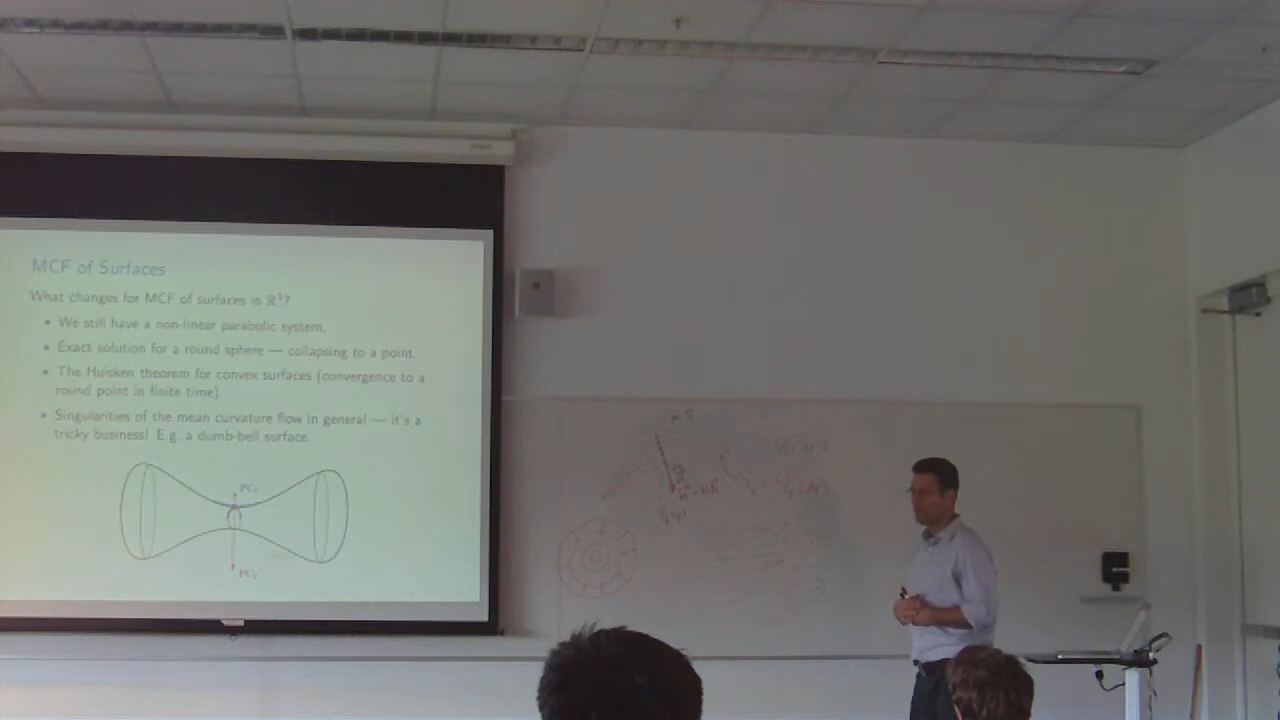 MCF of Surfaces
What changes for MCF of surfaces in ℝ³?
• We still have a non-linear parabolic system.
• Exact solution for a round sphere — collapsing to a point.
• The Huisken theorem for convex surfaces (convergence to a
round point in finite time).
• Singularities of the mean curvature flow in general — it's a
tricky business! E.g. a dumb-bell surface.
PC₁
PC₂